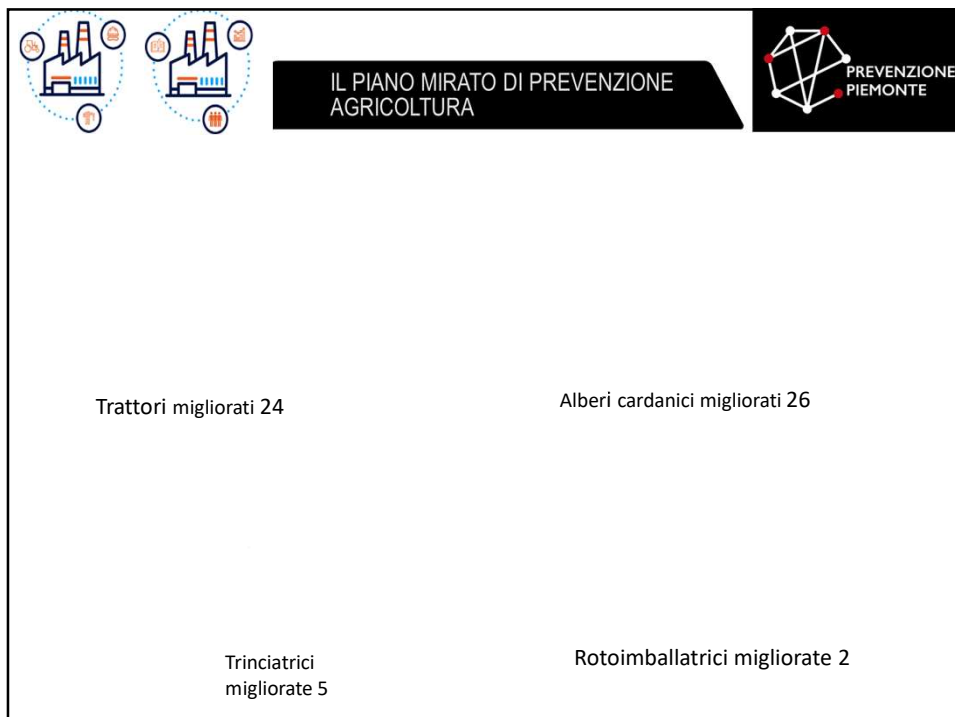 IL PIANO MIRATO DI PREVENZIONE
AGRICOLTURA
PREVENZIONE
PIEMONTE
Trattori migliorati 24
Alberi cardanici migliorati 26
Trinciatrici
migliorate 5
Rotoimballatrici migliorate 2